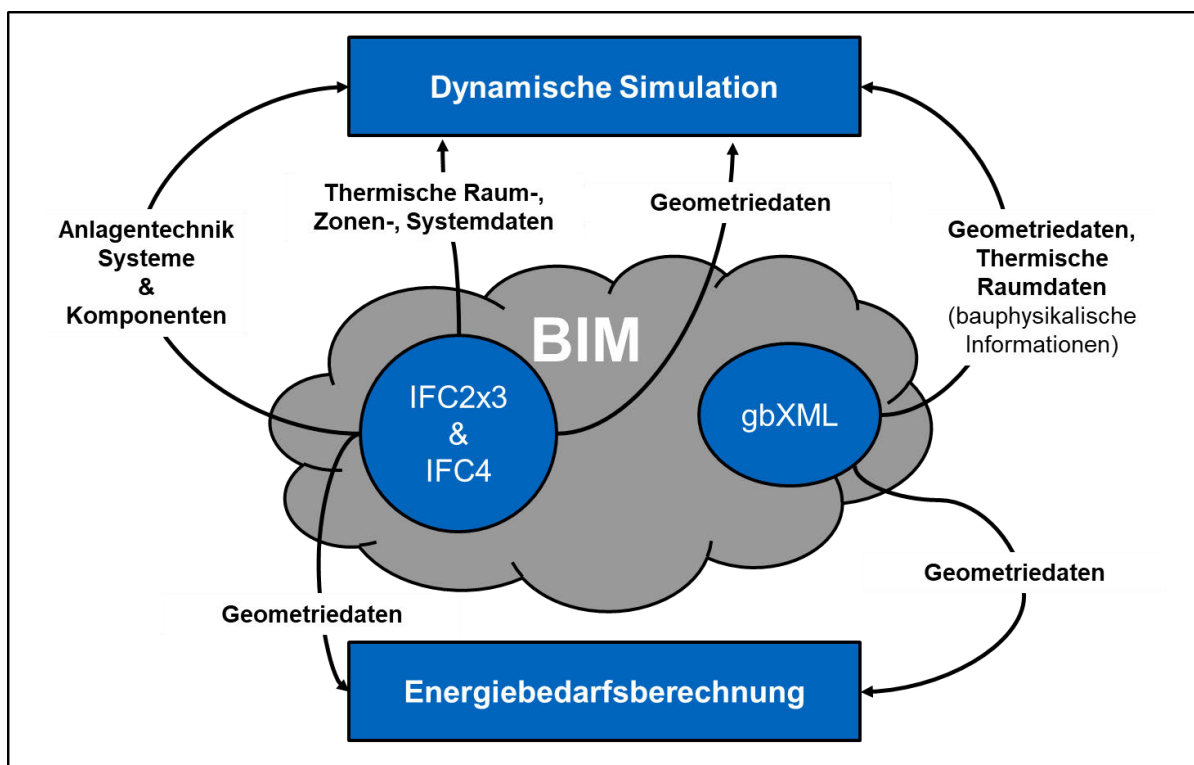 Dynamische Simulation
Thermische Raum-,
Zonen-, Systemdaten
Geometriedaten
Anlagentechnik
Systeme
&
Komponenten
Geometriedaten,
Thermische
Raumdaten
(bauphysikalische
Informationen)
BIM
IFC2x3
&
IFC4
gbXML
Geometriedaten
Geometriedaten
Energiebedarfsberechnung